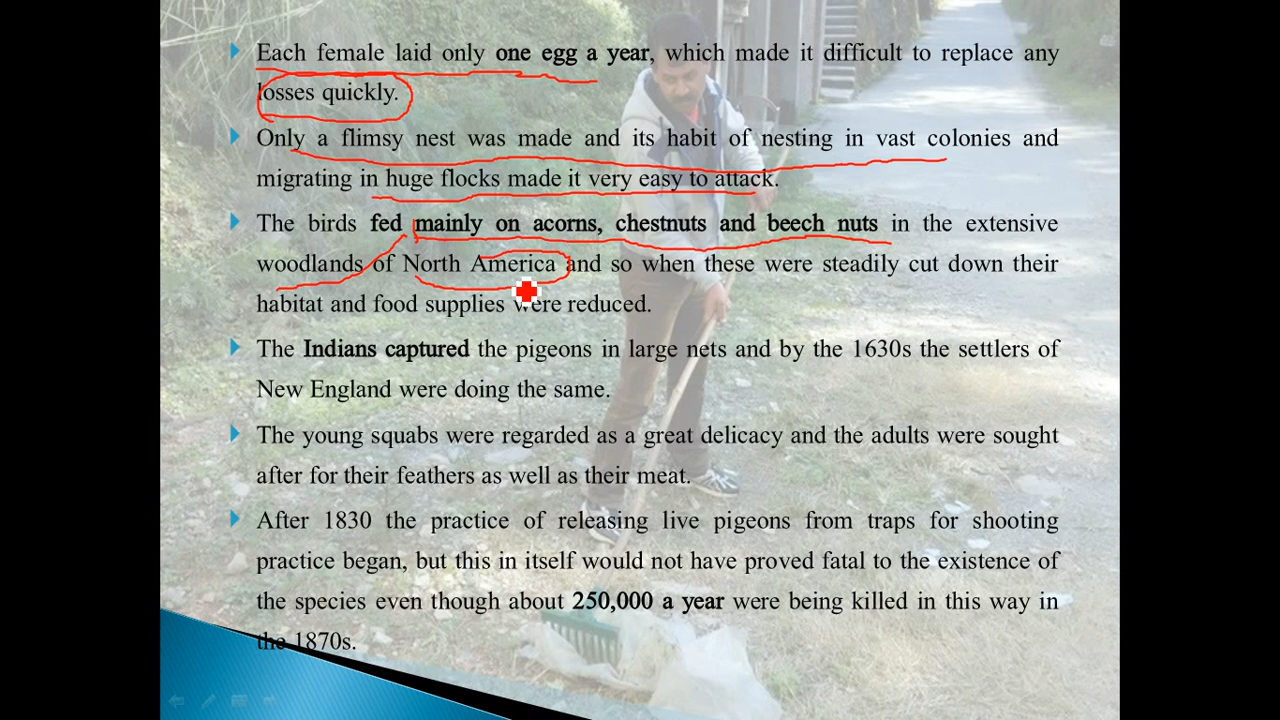 Each female laid only one egg a year, which made it difficult to replace any
losses quickly.
Only a flimsy nest was made and its habit of nesting in vast colonies and
migrating in huge flocks made it very easy to attack.
The birds fed mainly on acorns, chestnuts and beech nuts in the extensive
woodlands of North America and so when these were steadily cut down their
habitat and food supplies were reduced.
The Indians captured the pigeons in large nets and by the 1630s the settlers of
New England were doing the same.
The young squabs were regarded as a great delicacy and the adults were sought
after for their feathers as well as their meat.
After 1830 the practice of releasing live pigeons from traps for shooting
practice began, but this in itself would not have proved fatal to the existence of
the species even though about 250,000 a year were being killed in this way in
the 1870s.